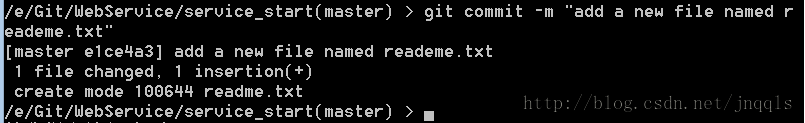 /e/Git/WebService/service_start(master) > git commit -m "add a new file named r
eademe.txt"
[master e1ce4a3] add a new file named reademe.txt
 1 file changed, 1 insertion(+)
 create mode 100644 readme.txt
/e/Git/WebService/service_start(master) >
http://blog.csdn.net/jnqqls